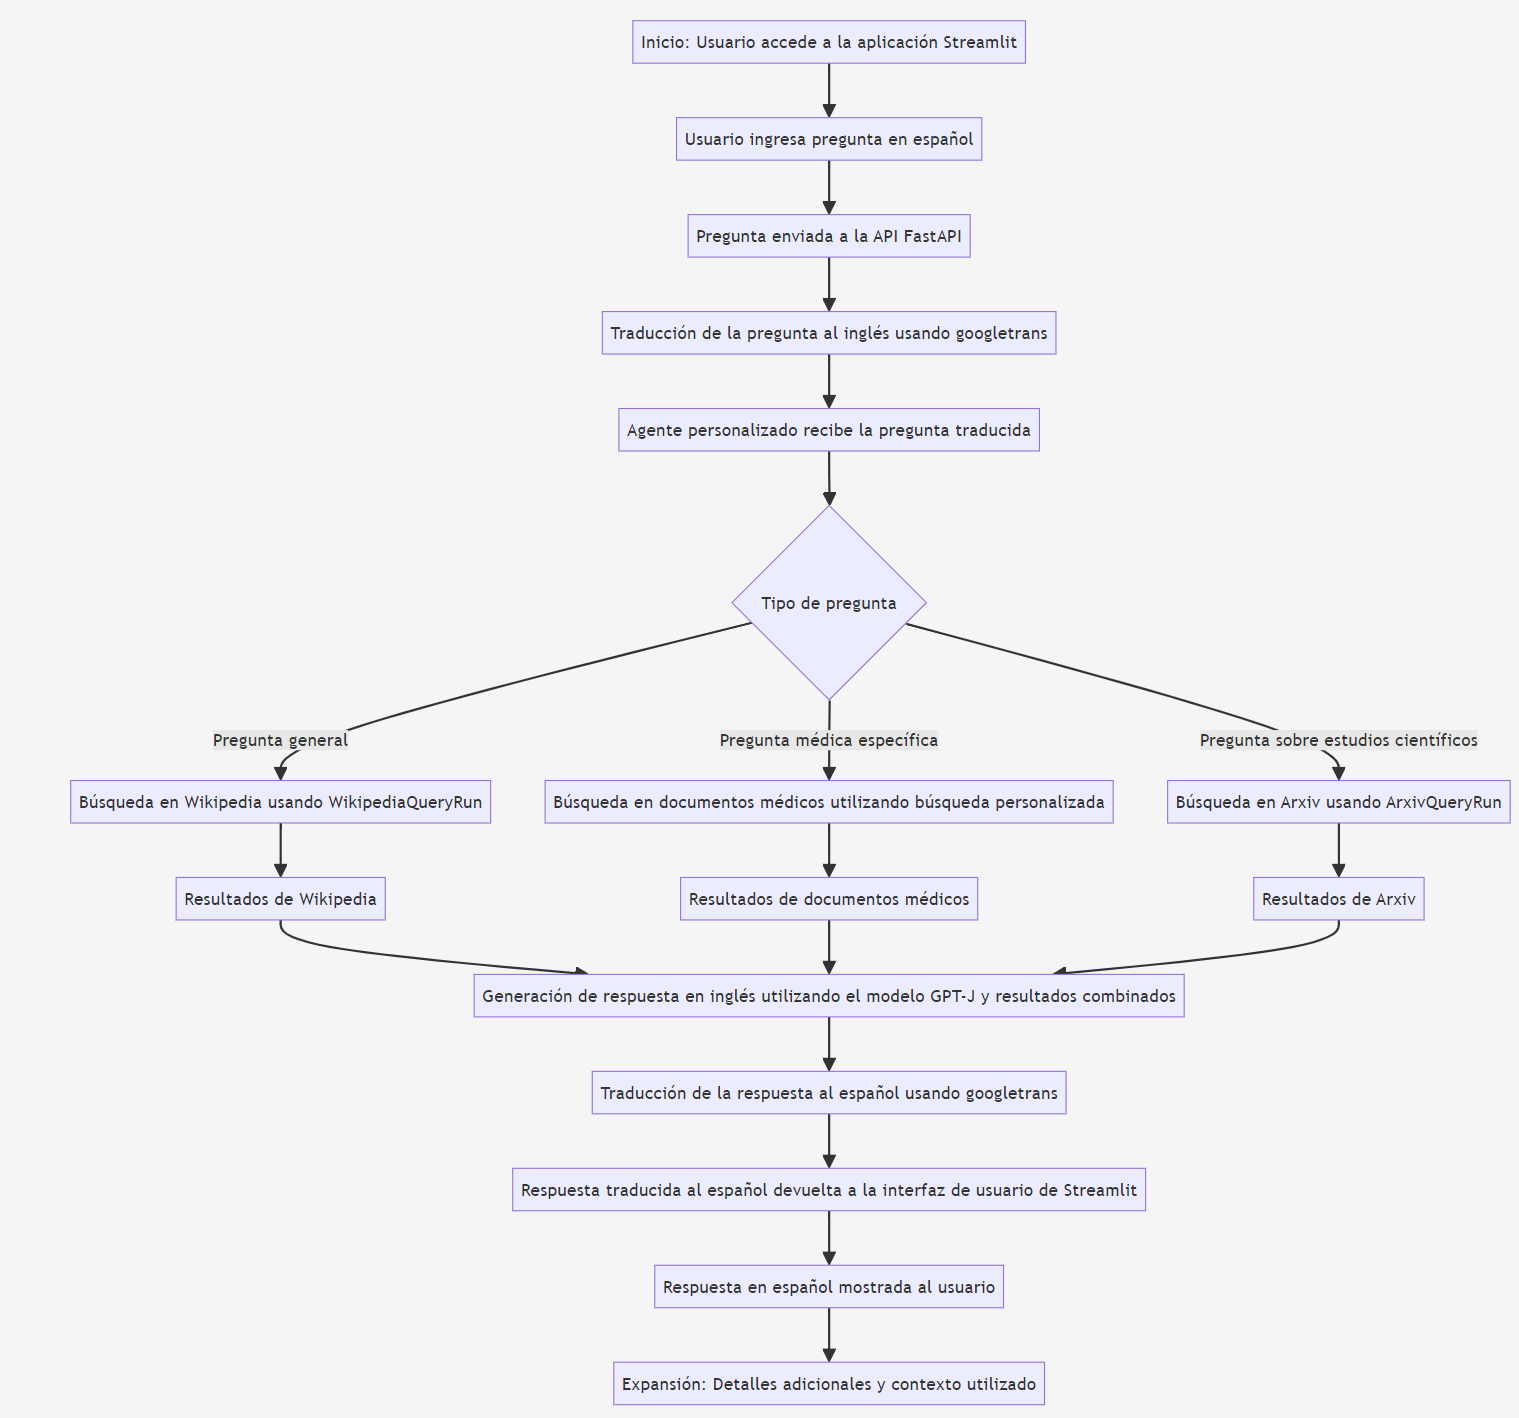 Inicio: Usuario accede a la aplicación Streamlit
Usuario ingresa pregunta en español
Pregunta enviada a la API FastAPI
Traducción de la pregunta al inglés usando googletrans
Agente personalizado recibe la pregunta traducida
Tipo de pregunta
Pregunta general
Pregunta médica específica
Pregunta sobre estudios científicos
Búsqueda en Wikipedia usando WikipediaQueryRun
Búsqueda en documentos médicos utilizando búsqueda personalizada
Búsqueda en Arxiv usando ArxivQueryRun
Resultados de Wikipedia
Resultados de documentos médicos
Resultados de Arxiv
Generación de respuesta en inglés utilizando el modelo GPT-J y resultados combinados
Traducción de la respuesta al español usando googletrans
Respuesta traducida al español devuelta a la interfaz de usuario de Streamlit
Respuesta en español mostrada al usuario
Expansión: Detalles adicionales y contexto utilizado